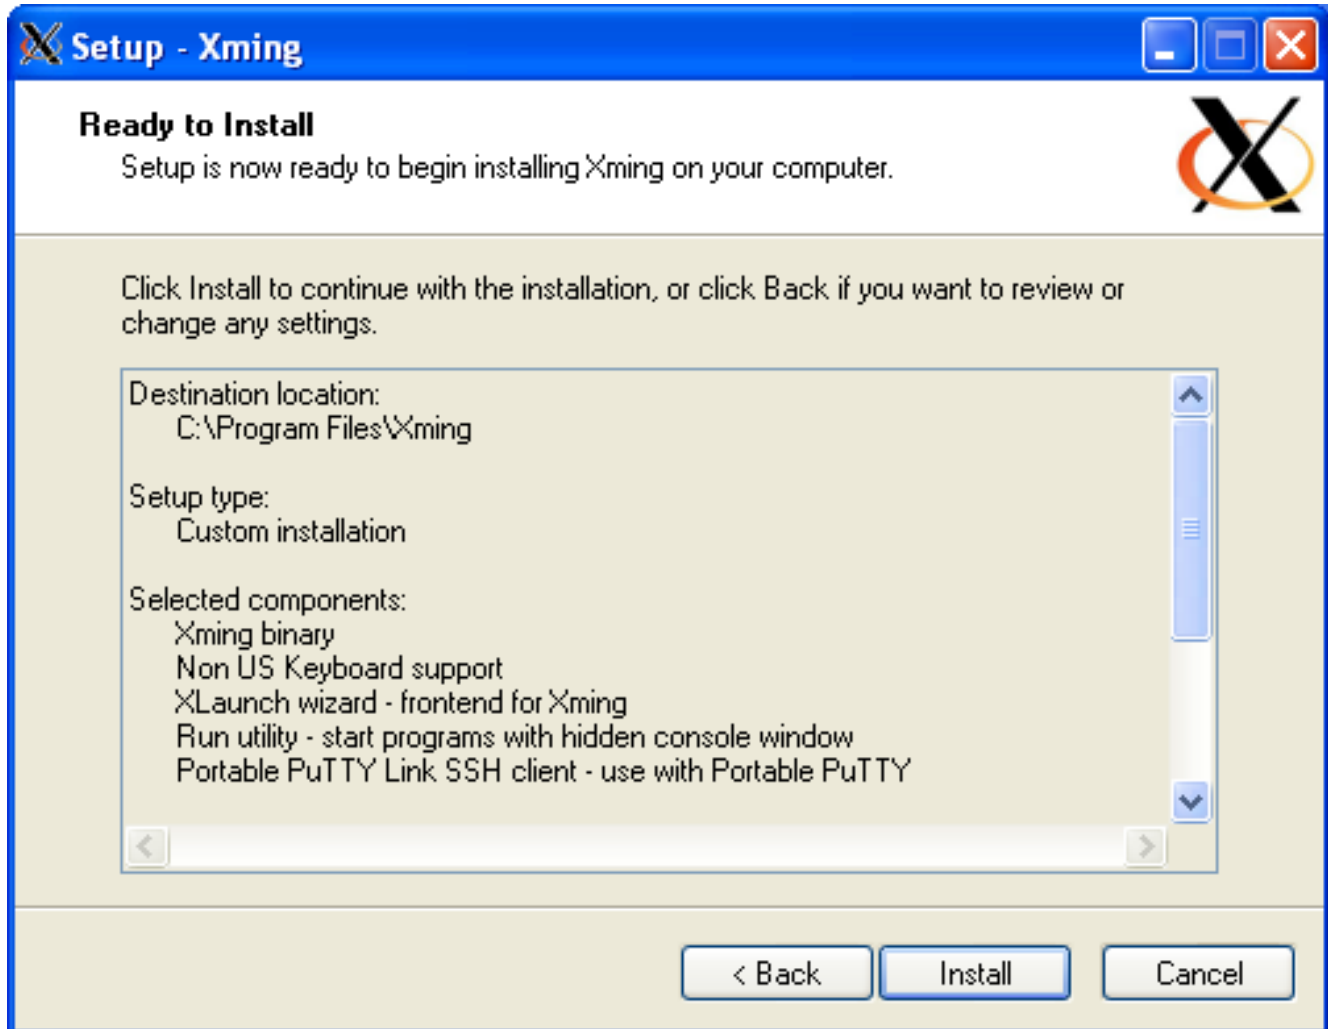 Setup - Xming
Ready to Install
Setup is now ready to begin installing Xming on your computer.
Click Install to continue with the installation, or click Back if you want to review or
change any settings.
Destination location:
C:\Program Files\Xming
Setup type:
Custom installation
Selected components:
Xming binary
Non US Keyboard support
XLaunch wizard - frontend for Xming
Run utility - start programs with hidden console window
Portable PuTTY Link SSH client - use with Portable PuTTY
< Back
Install
Cancel